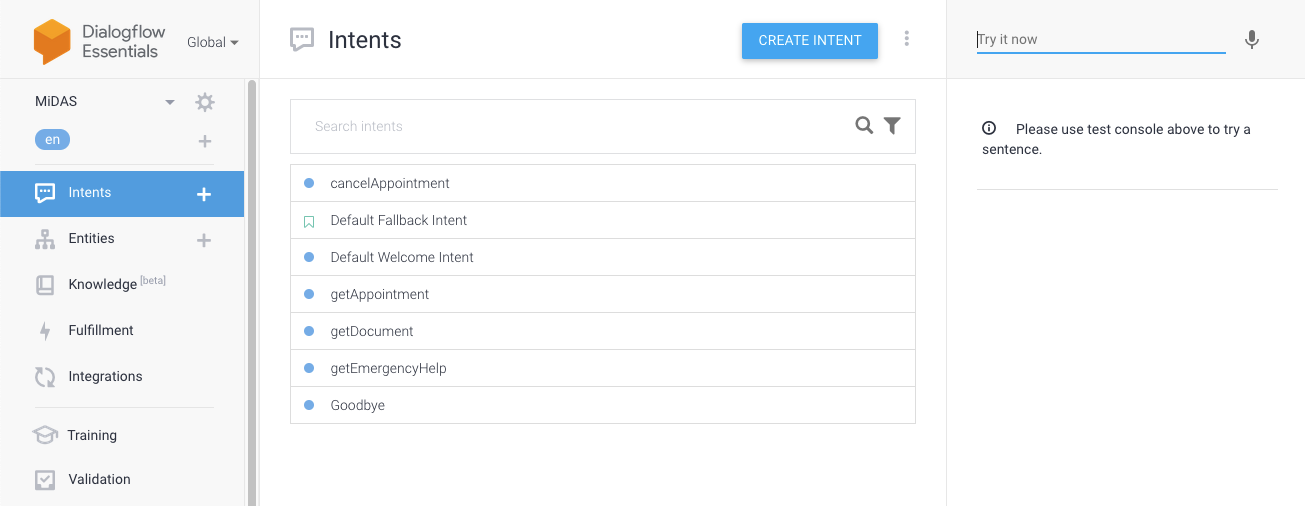 Dialogflow
Essentials
Global
MiDAS
en
Intents
Entities
Knowledge [beta]
Fulfillment
Integrations
Training
Validation
Intents
CREATE INTENT
Search intents
cancelAppointment
Default Fallback Intent
Default Welcome Intent
getAppointment
getDocument
getEmergencyHelp
Goodbye
Try it now
Please use test console above to try a
sentence.